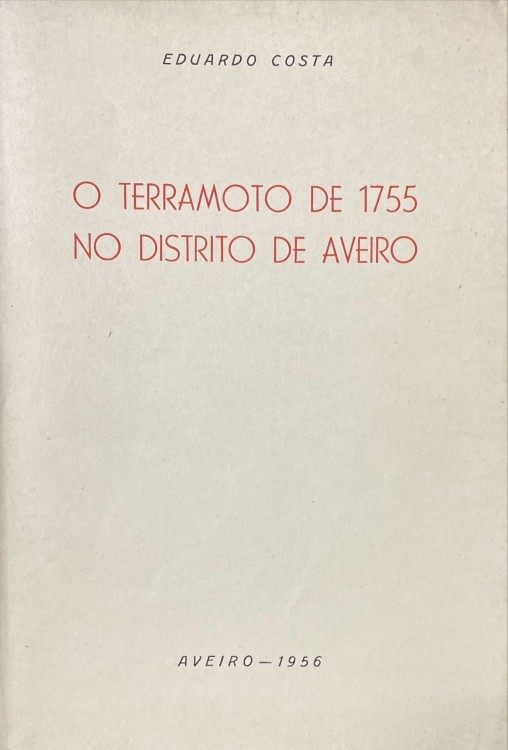 EDUARDO COSTA
O TERRAMOTO DE 1755
NO DISTRITO DE AVEIRO
AVEIRO — 1956